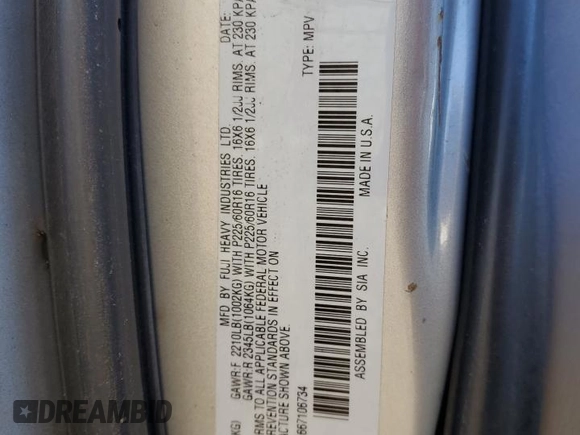 MFD BY FUJI HEAVY INDUSTRIES LTD. DATE:
GAWR:F 2210LB(1002KG) WITH P225/60R16 TIRES, 16X6 1/2JJ RIMS, AT 230 KPA
GAWR:R 2345LB(1064KG) WITH P225/60R16 TIRES, 16X6 1/2JJ RIMS, AT 230 KPA
RMS TO ALL APPLICABLE FEDERAL MOTOR VEHICLE
REVENTION STANDARDS IN EFFECT ON
ACTURE SHOWN ABOVE.
667106734 TYPE: MPV
ASSEMBLED BY SIA INC. MADE IN U.S.A.
DREAMBID